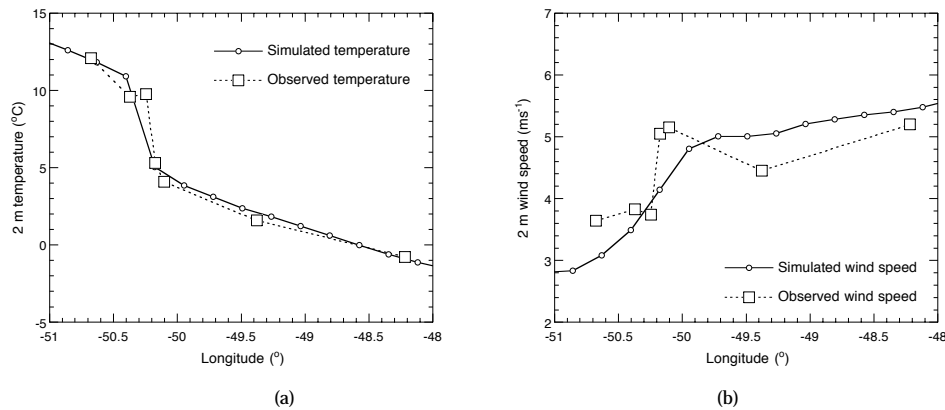 15
10
5
0
-5
2 m temperature (°C)
Simulated temperature
Observed temperature
-51 -50.5 -50 -49.5 -49 -48.5 -48
Longitude (°)
(a)
7
6
5
4
3
2
2 m wind speed (ms⁻¹)
Simulated wind speed
Observed wind speed
-51 -50.5 -50 -49.5 -49 -48.5 -48
Longitude (°)
(b)